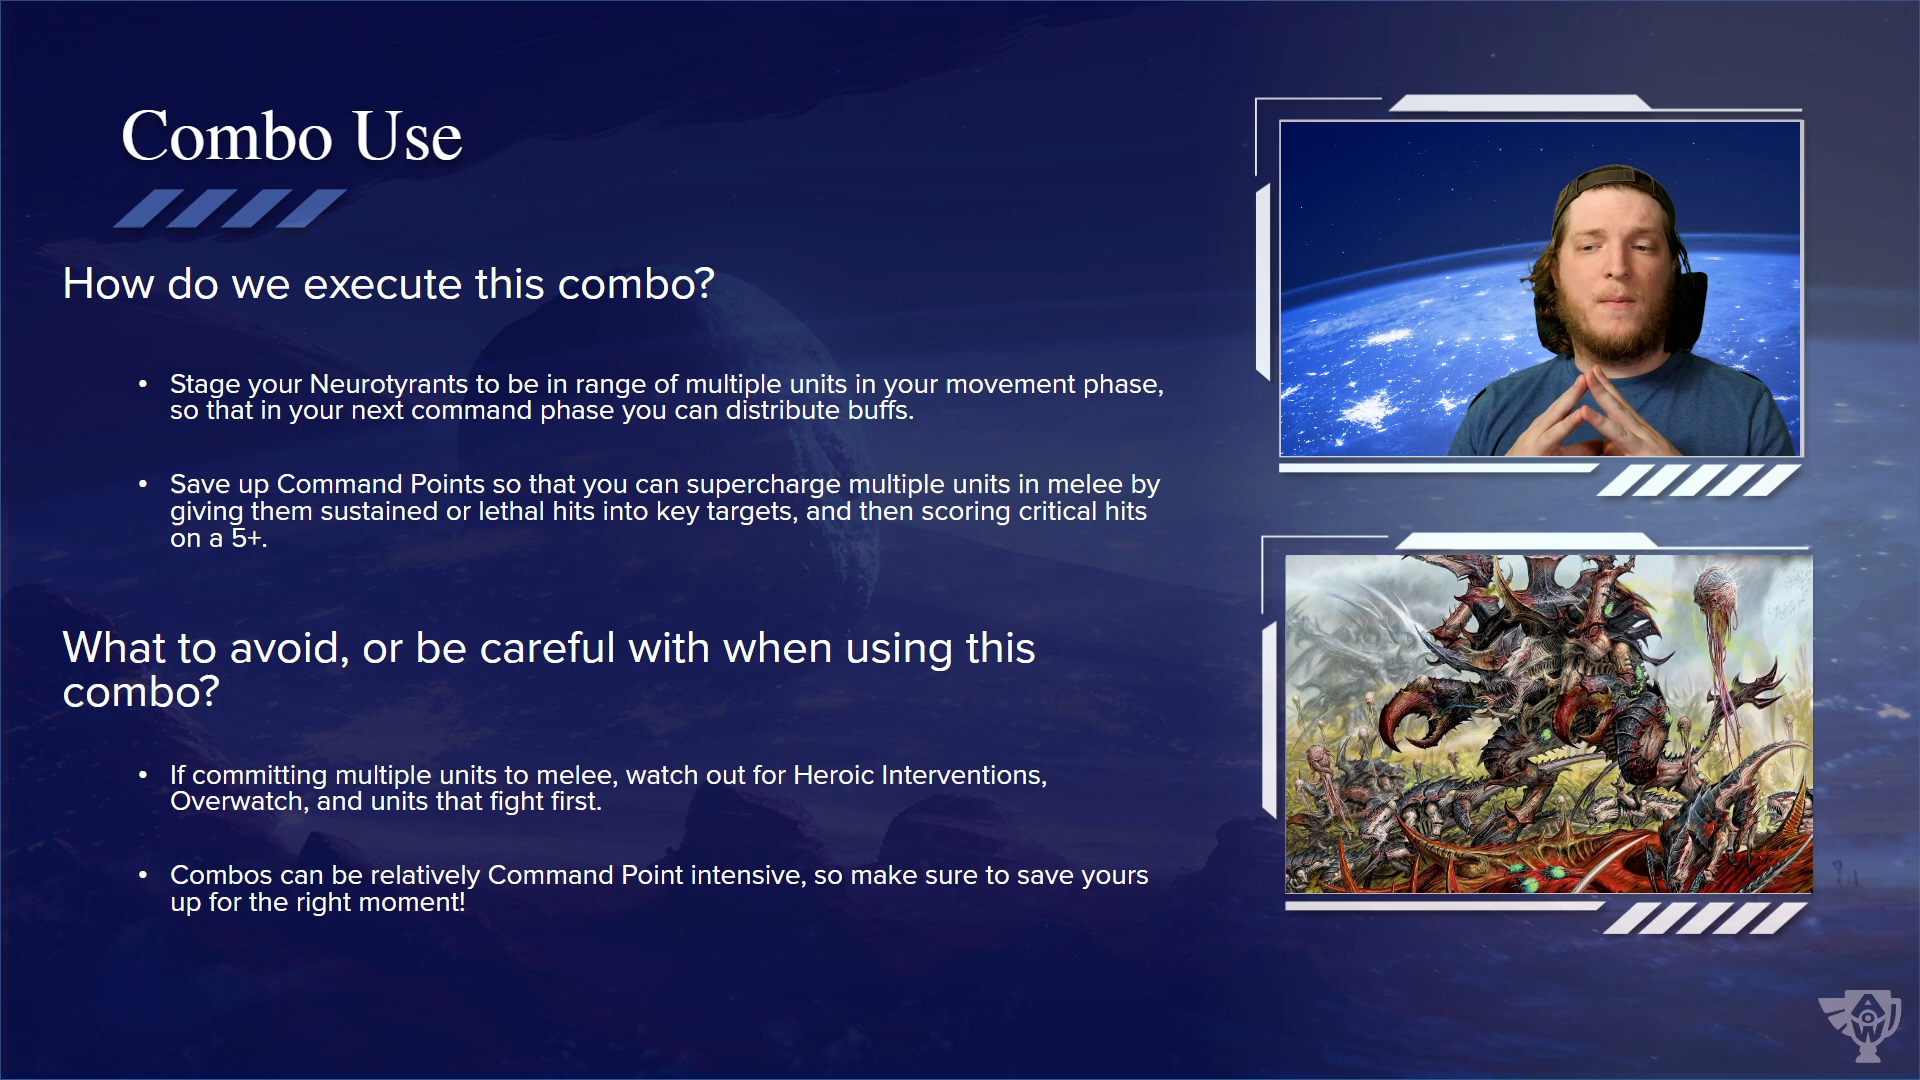 Combo Use
How do we execute this combo?
• Stage your Neurotyrants to be in range of multiple units in your movement phase,
so that in your next command phase you can distribute buffs.
• Save up Command Points so that you can supercharge multiple units in melee by
giving them sustained or lethal hits into key targets, and then scoring critical hits
on a 5+.
What to avoid, or be careful with when using this
combo?
• If committing multiple units to melee, watch out for Heroic Interventions,
Overwatch, and units that fight first.
• Combos can be relatively Command Point intensive, so make sure to save yours
up for the right moment!
AOW